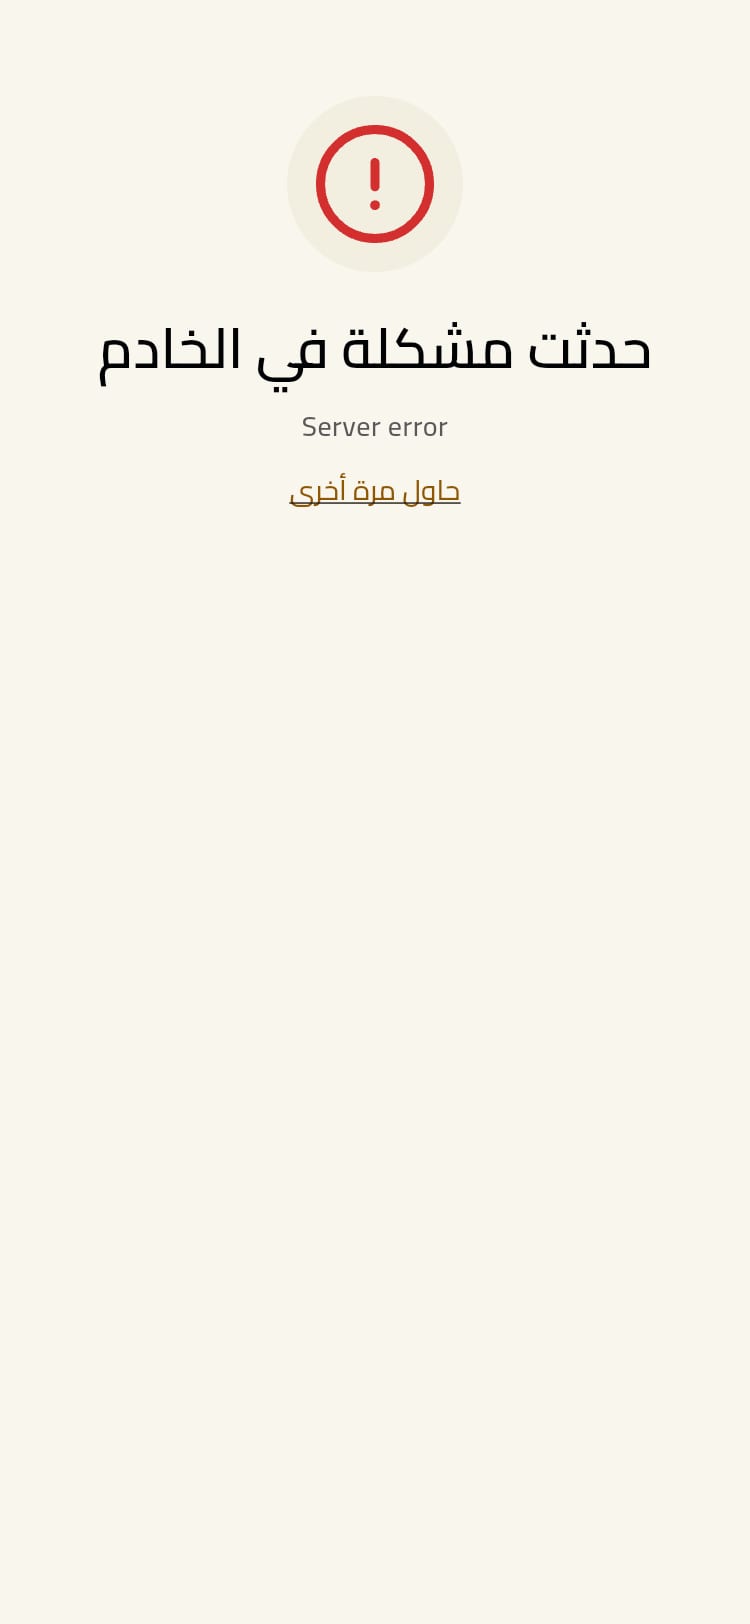 حدثت مشكلة في الخادم
Server error
حاول مرة أخرى